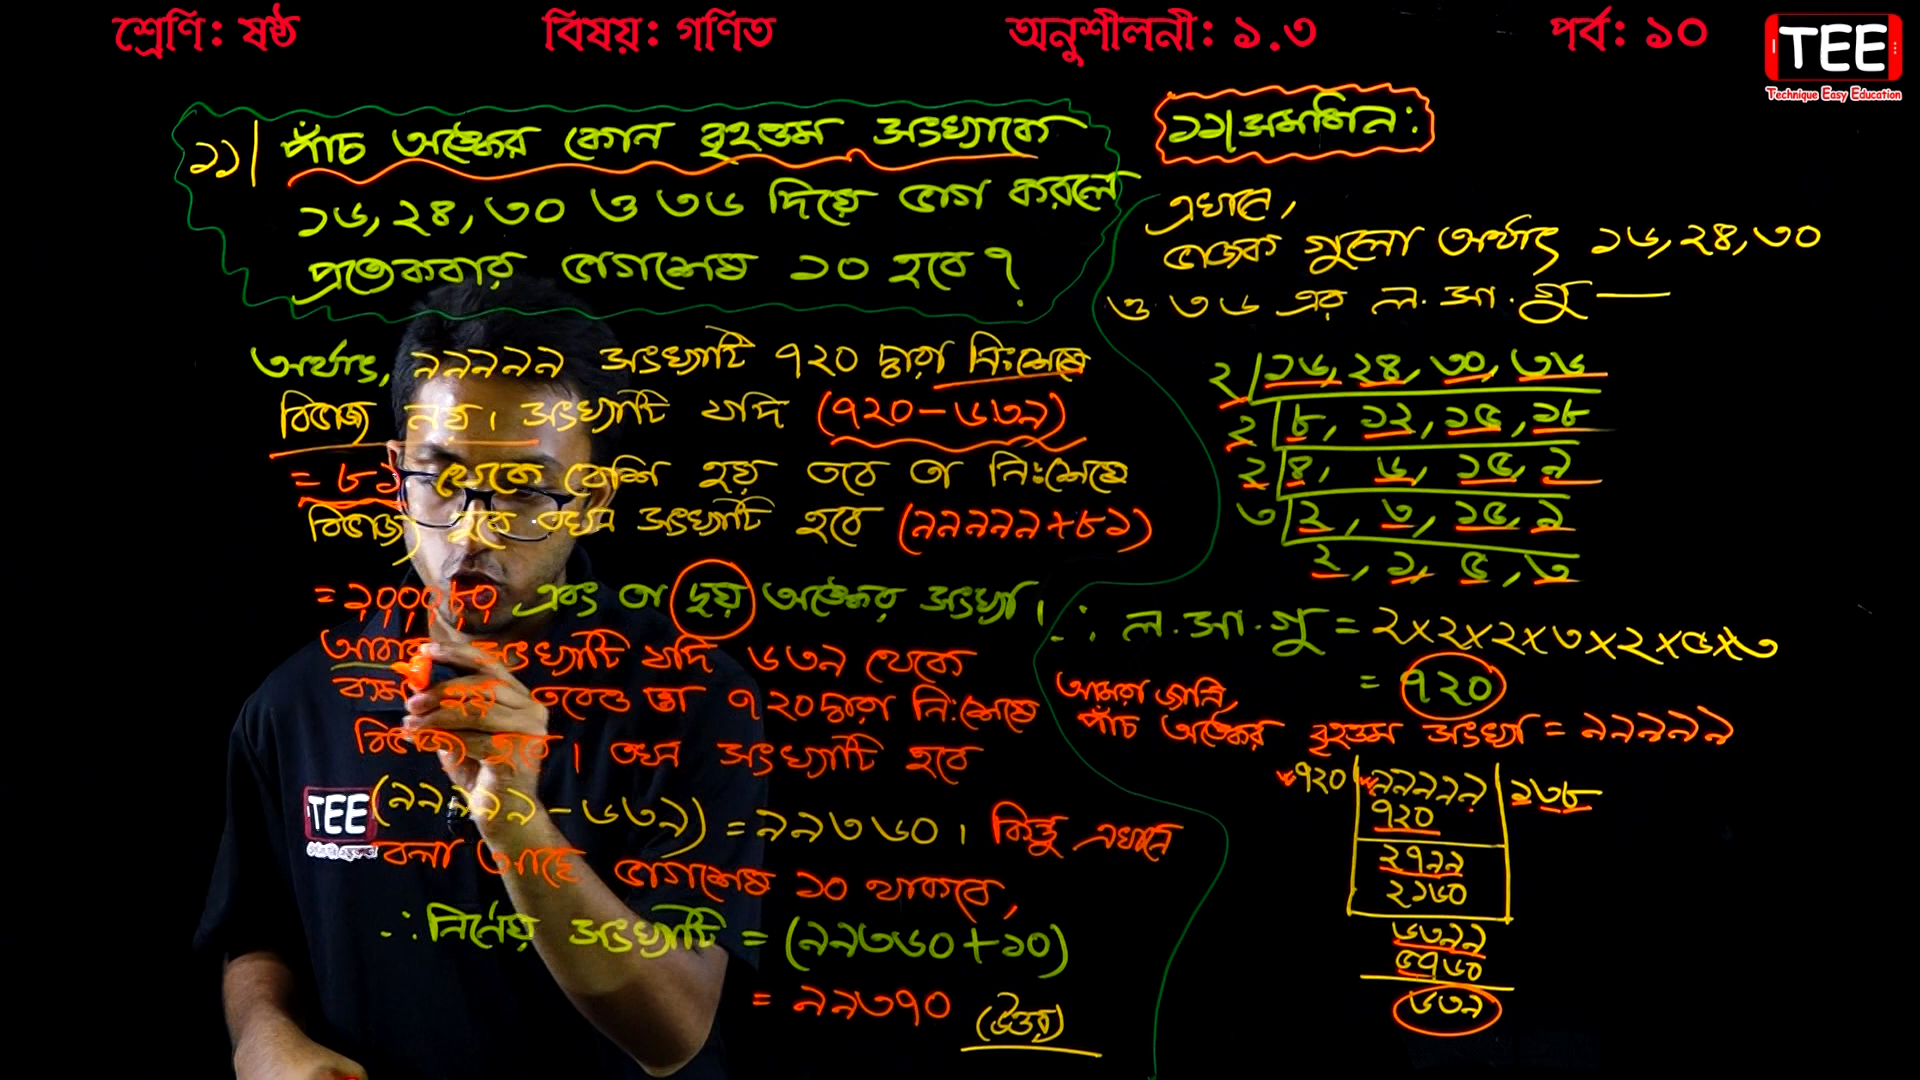 শ্রেণি: ষষ্ঠ বিষয়: গণিত অনুশীলনী: ১.৩ পর্ব: ১০
TEE
Technique Easy Education
১১| পাঁচ অঙ্কের কোন বৃহত্তম সংখ্যাকে
১৬, ২৪, ৩০ ও ৩৬ দিয়ে ভাগ করলে
প্রত্যেকবার ভাগশেষ ১০ হবে?
অর্থাৎ, ৯৯৯৯৯ সংখ্যাটি ৭২০ দ্বারা নিঃশেষে
বিভাজ্য নয়। সংখ্যাটি যদি (৭২০-৬৩৯)
= ৮১ থেকে বেশি হয় তবে তা নিঃশেষে
বিভাজ্য হবে তখন সংখ্যাটি হবে (৯৯৯৯৯+৮১)
= ১০০০৮০ এবং তা ছয় অঙ্কের সংখ্যা।
আবার সংখ্যাটি যদি ৬৩৯ থেকে
কম হয় তবেও তা ৭২০ দ্বারা নি:শেষে
বিভাজ্য হবে। তখন সংখ্যাটি হবে
(৯৯৯৯৯-৬৩৯) = ৯৯৩৬০। কিন্তু এখানে
বলা আছে ভাগশেষ ১০ থাকবে,
∴ নির্ণেয় সংখ্যাটি = (৯৯৩৬০+১০)
= ৯৯৩৭০ (উত্তর)
TEE
১১| সমাধান:
এখানে,
ভাজক গুলো অর্থাৎ ১৬, ২৪, ৩০
ও ৩৬ এর ল.সা.গু —
২ | ১৬, ২৪, ৩০, ৩৬
২ | ৮, ১২, ১৫, ১৮
২ | ৪, ৬, ১৫, ৯
৩ | ২, ৩, ১৫, ৯
২, ১, ৫, ৩
∴ ল.সা.গু = ২×২×২×৩×২×৫×৩
= ৭২০
আমরা জানি,
পাঁচ অঙ্কের বৃহত্তম সংখ্যা = ৯৯৯৯৯
৭২০ | ৯৯৯৯৯ | ১৩৮
৭২০
২৭৯৯
২১৬০
৬৩৯৯
৫৭৬০
৬৩৯